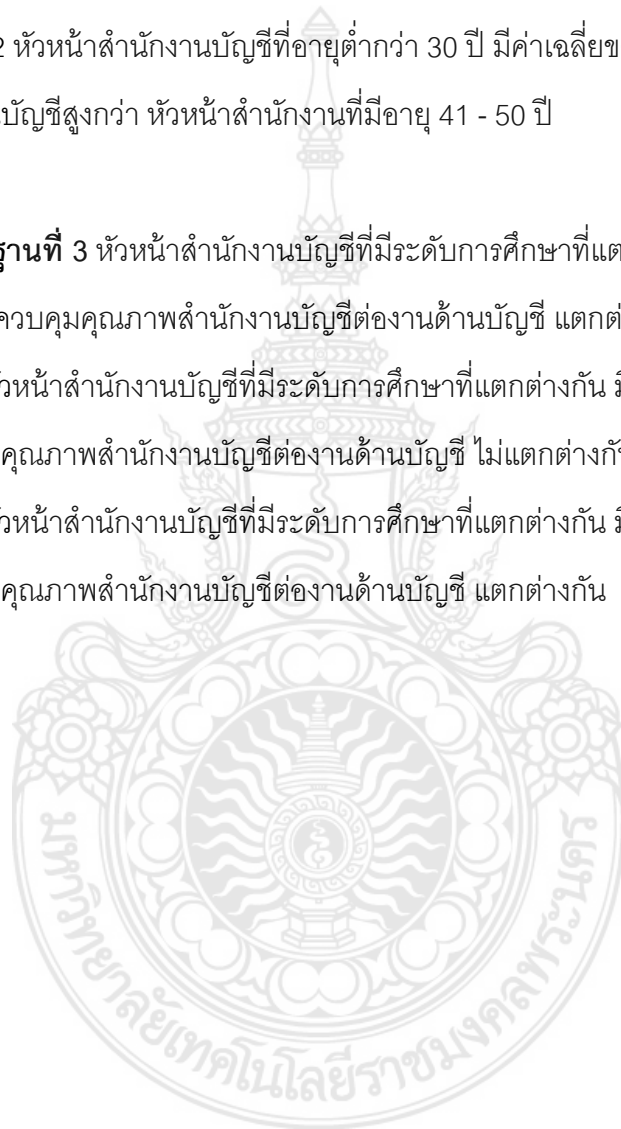 2 หัวหน้าสำนักงานบัญชีที่อายุต่ำกว่า 30 ปี มีค่าเฉลี่ยข
บัญชีสูงกว่า หัวหน้าสำนักงานที่มีอายุ 41 - 50 ปี
ฐานที่ 3 หัวหน้าสำนักงานบัญชีที่มีระดับการศึกษาที่แต
ควบคุมคุณภาพสำนักงานบัญชีต่องานด้านบัญชี แตกต่
หัวหน้าสำนักงานบัญชีที่มีระดับการศึกษาที่แตกต่างกัน มี
คุณภาพสำนักงานบัญชีต่องานด้านบัญชี ไม่แตกต่างกั
หัวหน้าสำนักงานบัญชีที่มีระดับการศึกษาที่แตกต่างกัน มี
คุณภาพสำนักงานบัญชีต่องานด้านบัญชี แตกต่างกัน
มหาวิทยาลัยเทคโนโลยีราชมงคลพระนคร